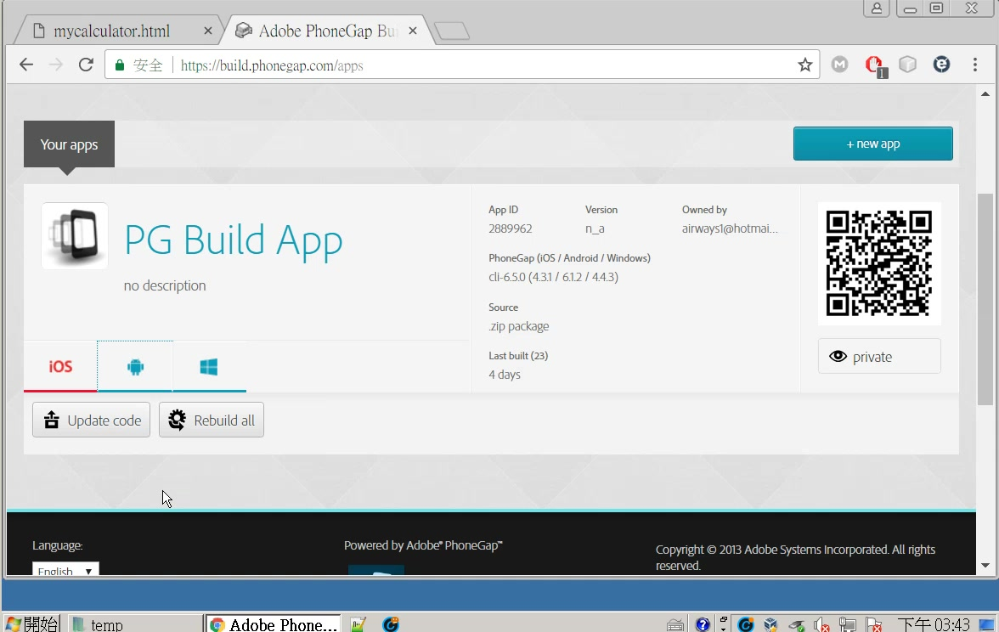 mycalculator.html
Adobe PhoneGap Bui
安全 https://build.phonegap.com/apps
1
Your apps
+ new app
PG Build App
no description
App ID Version Owned by
2889962 n_a airways1@hotmai...
PhoneGap (iOS / Android / Windows)
cli-6.5.0 (4.3.1 / 6.1.2 / 4.4.3)
Source
.zip package
Last built (23)
4 days
private
iOS
Update code Rebuild all
Language:
English
Powered by Adobe® PhoneGap™
Copyright © 2013 Adobe Systems Incorporated. All rights
reserved.
開始 temp Adobe Phone... 下午 03:43